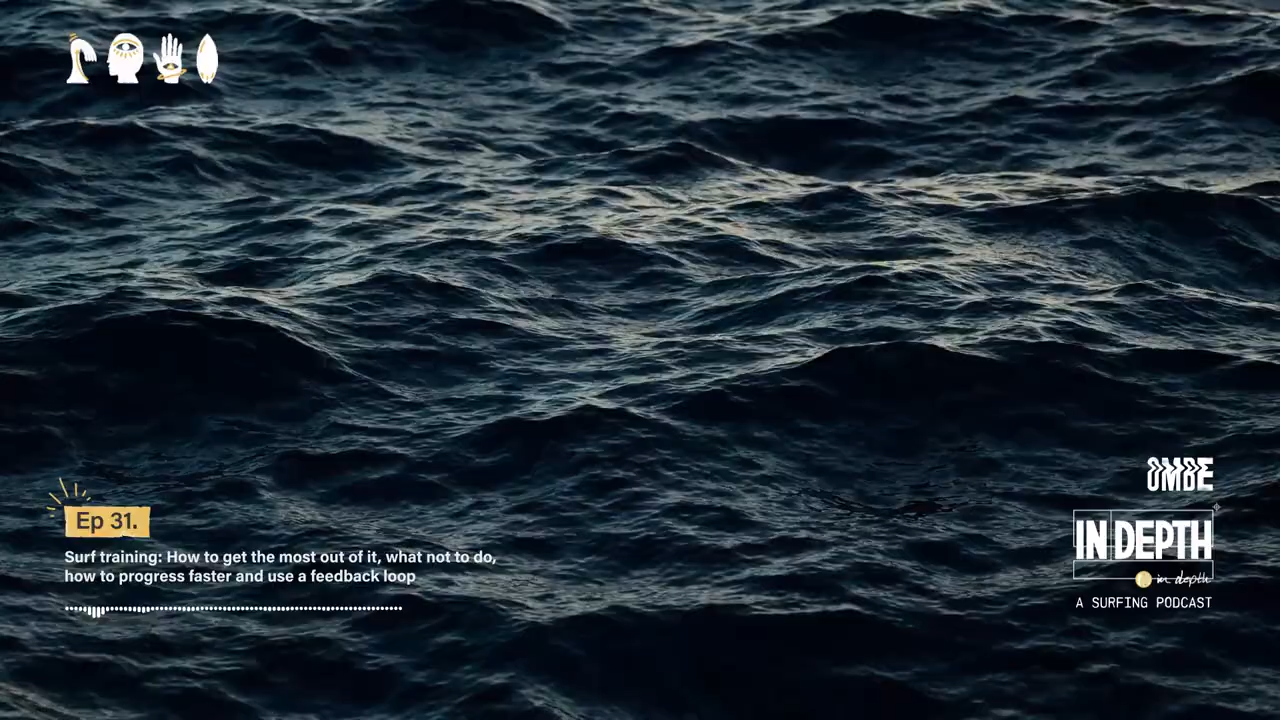 Ep 31.
Surf training: How to get the most out of it, what not to do,
how to progress faster and use a feedback loop
OMBE
IN DEPTH
in depth
A SURFING PODCAST